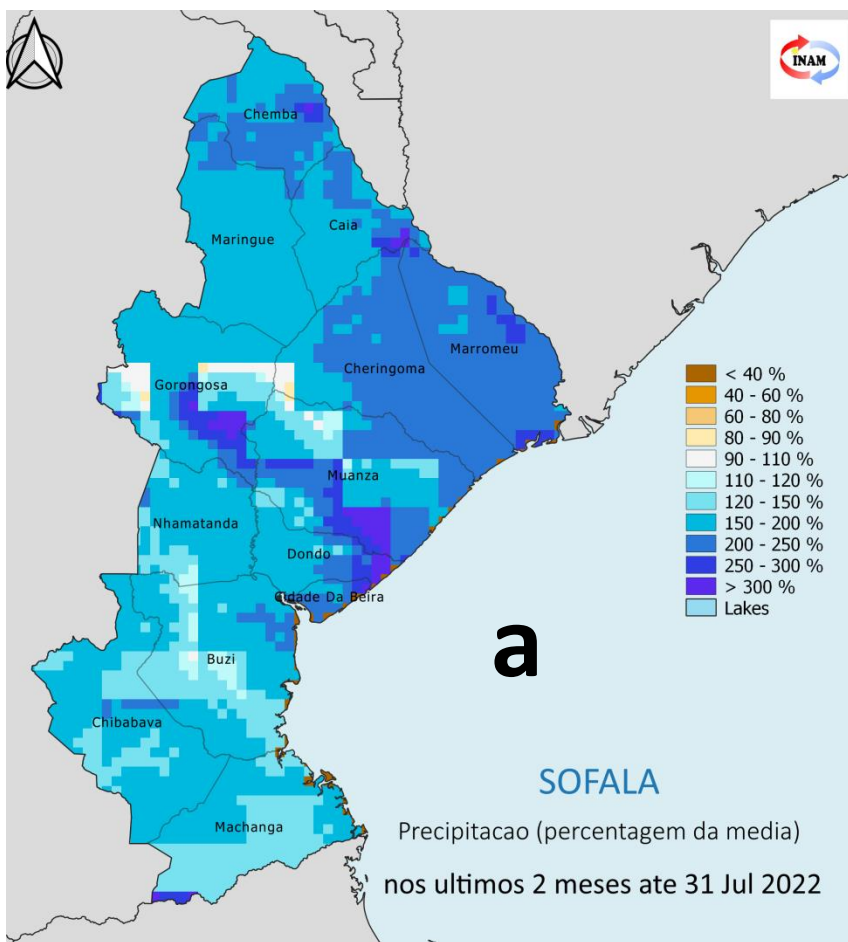 INAM
Chemba
Caia
Maringue
Marromeu
Cheringoma
Gorongosa
Muanza
Nhamatanda
Dondo
Cidade Da Beira
Buzi
Chibabava
Machanga
< 40 %
40 - 60 %
60 - 80 %
80 - 90 %
90 - 110 %
110 - 120 %
120 - 150 %
150 - 200 %
200 - 250 %
250 - 300 %
> 300 %
Lakes
a
SOFALA
Precipitacao (percentagem da media)
nos ultimos 2 meses ate 31 Jul 2022